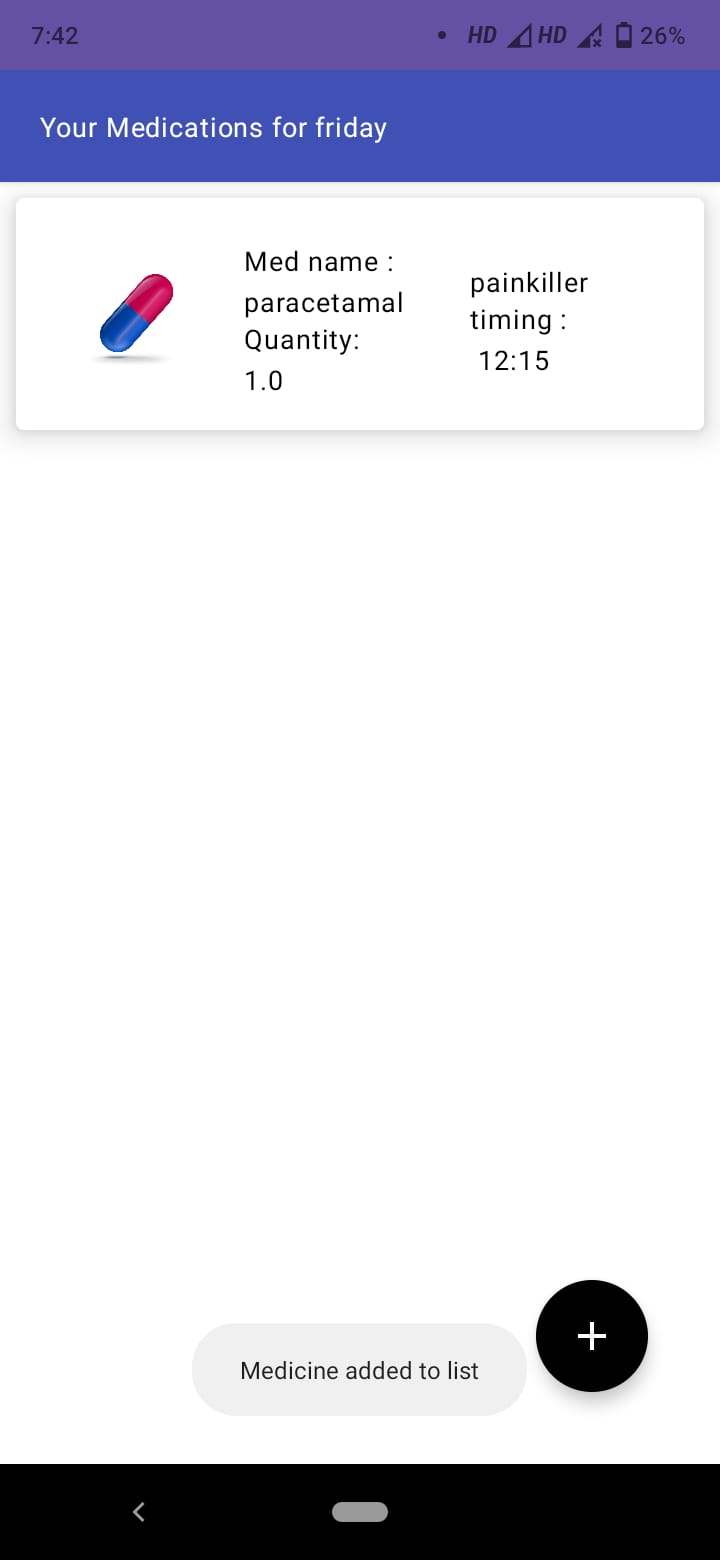 7:42
HD HD 26%
Your Medications for friday
Med name :
paracetamal
Quantity:
1.0
painkiller
timing :
12:15
Medicine added to list